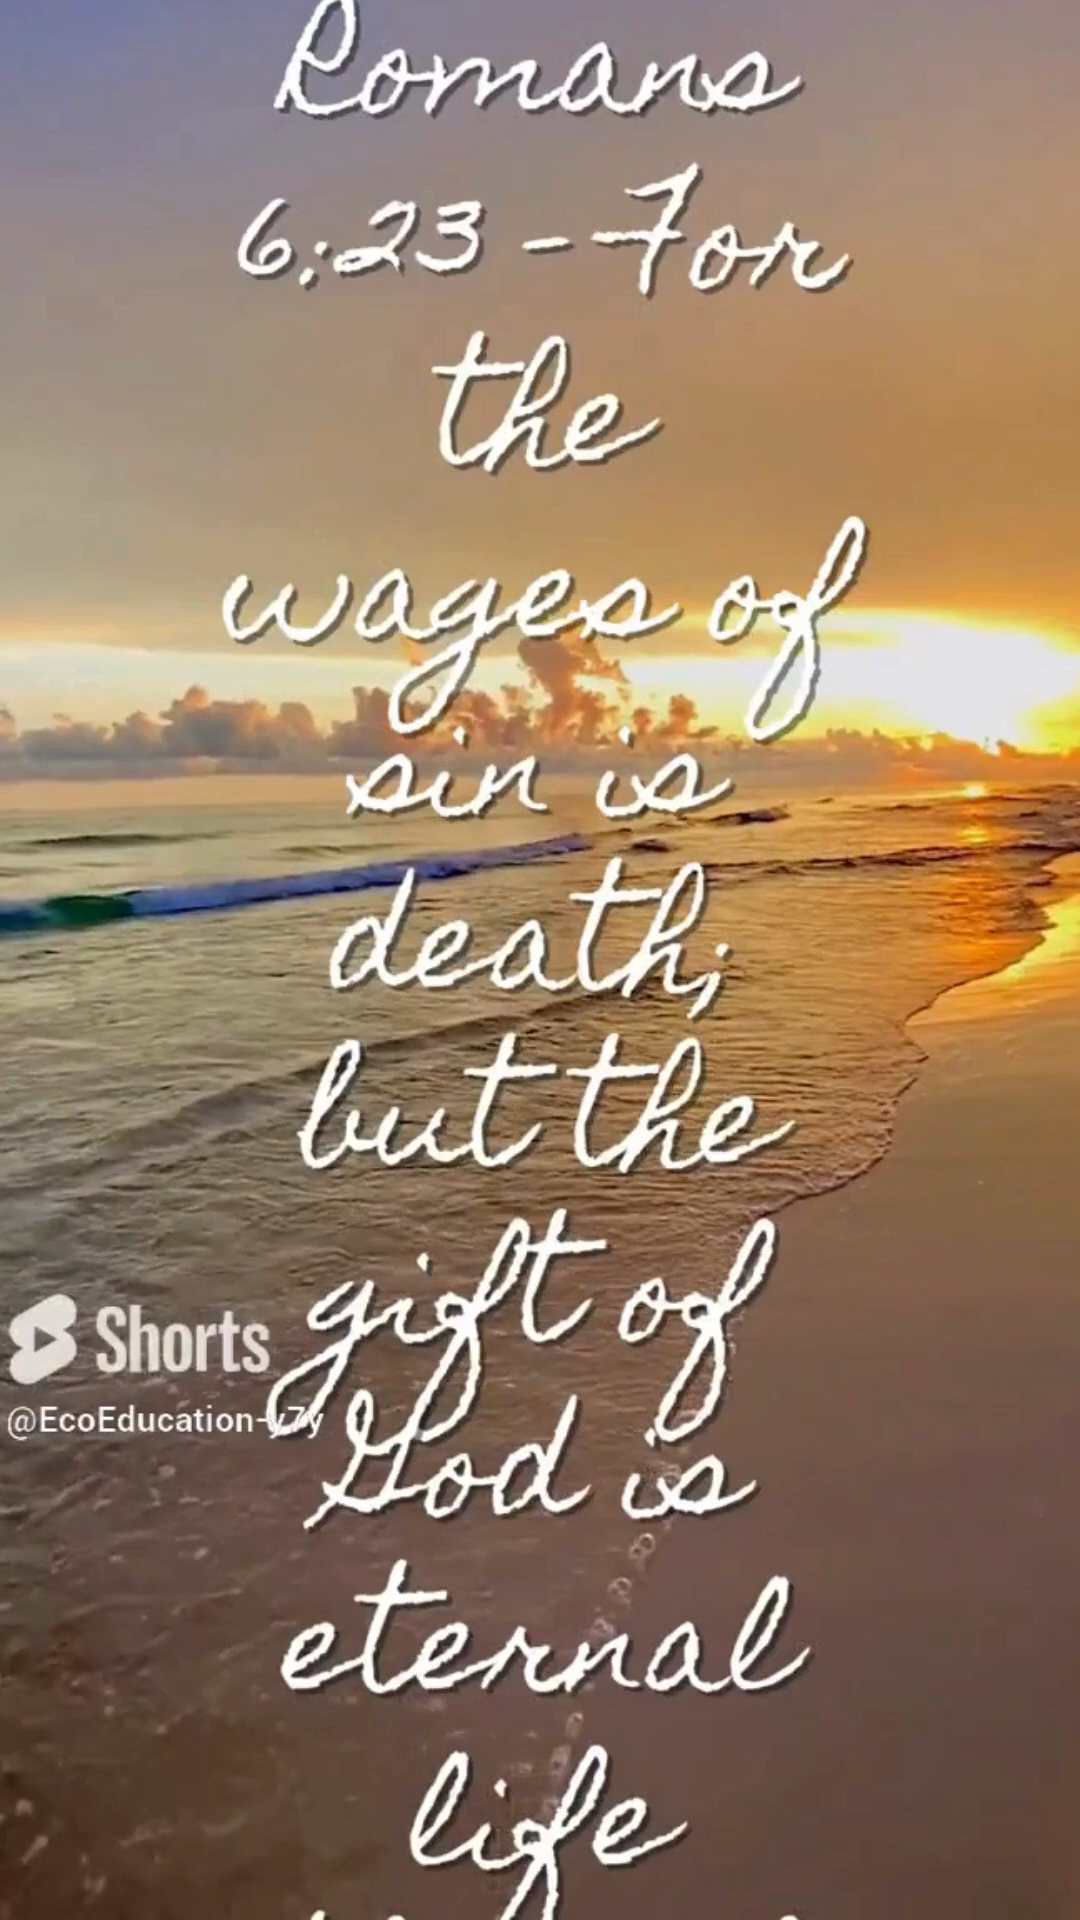 Romans
6:23 - For
the
wages of
sin is
death;
but the
gift of
God is
eternal
life
Shorts
@EcoEducation-y7y